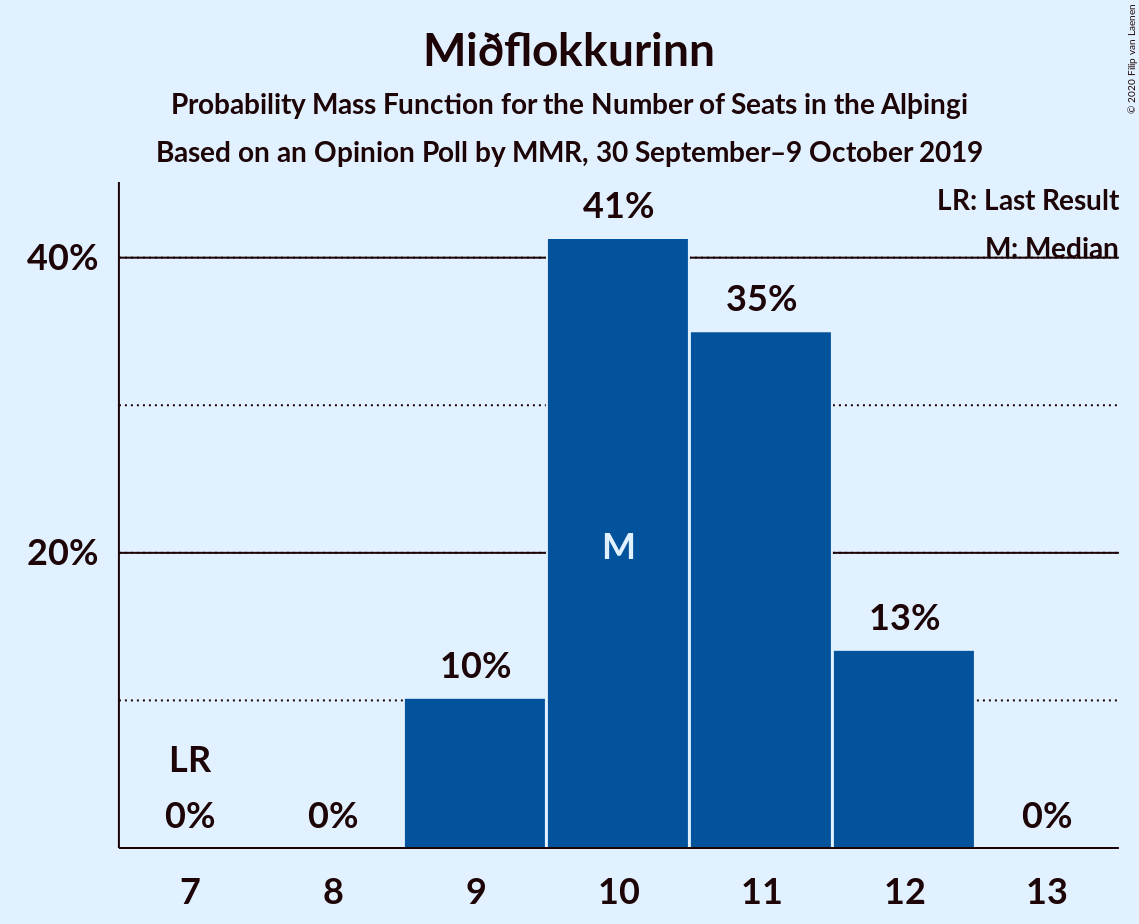 Miðflokkurinn
Probability Mass Function for the Number of Seats in the Alþingi
Based on an Opinion Poll by MMR, 30 September–9 October 2019
© 2020 Filip van Laenen
LR: Last Result
M: Median
41%
40%
35%
M
20%
13%
10%
LR
0%
0%
0%
7 8 9 10 11 12 13